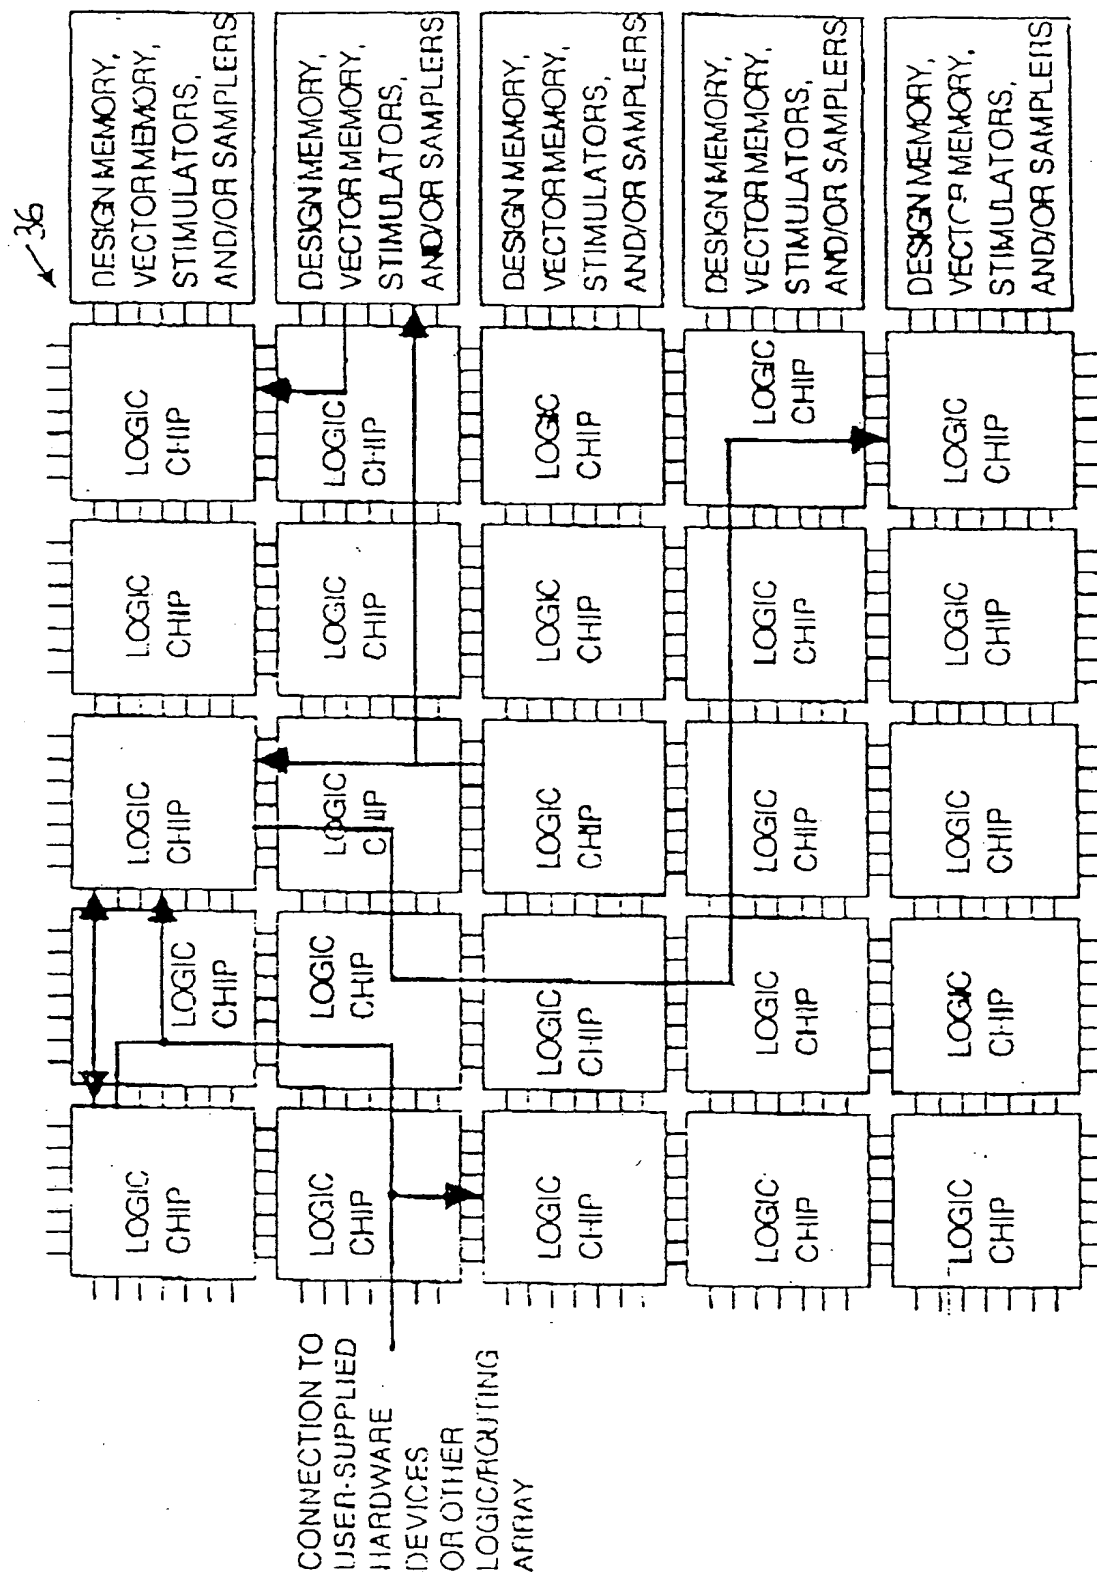 36
LOGIC
CHIP
LOGIC
CHIP
LOGIC
CHIP
LOGIC
CHIP
LOGIC
CHIP
DESIGN MEMORY,
VECTOR MEMORY,
STIMULATORS,
AND/OR SAMPLERS
CONNECTION TO
USER-SUPPLIED
HARDWARE
DEVICES
OR OTHER
LOGIC/ROUTING
ARRAY
LOGIC
CHIP
LOGIC
CHIP
LOGIC
CHIP
LOGIC
CHIP
LOGIC
CHIP
DESIGN MEMORY,
VECTOR MEMORY,
STIMULATORS,
AND/OR SAMPLERS
LOGIC
CHIP
LOGIC
CHIP
LOGIC
CHIP
LOGIC
CHIP
LOGIC
CHIP
DESIGN MEMORY,
VECTOR MEMORY,
STIMULATORS,
AND/OR SAMPLERS
LOGIC
CHIP
LOGIC
CHIP
LOGIC
CHIP
LOGIC
CHIP
LOGIC
CHIP
DESIGN MEMORY,
VECTOR MEMORY,
STIMULATORS,
AND/OR SAMPLERS
LOGIC
CHIP
LOGIC
CHIP
LOGIC
CHIP
LOGIC
CHIP
LOGIC
CHIP
DESIGN MEMORY,
VECTOR MEMORY,
STIMULATORS,
AND/OR SAMPLERS